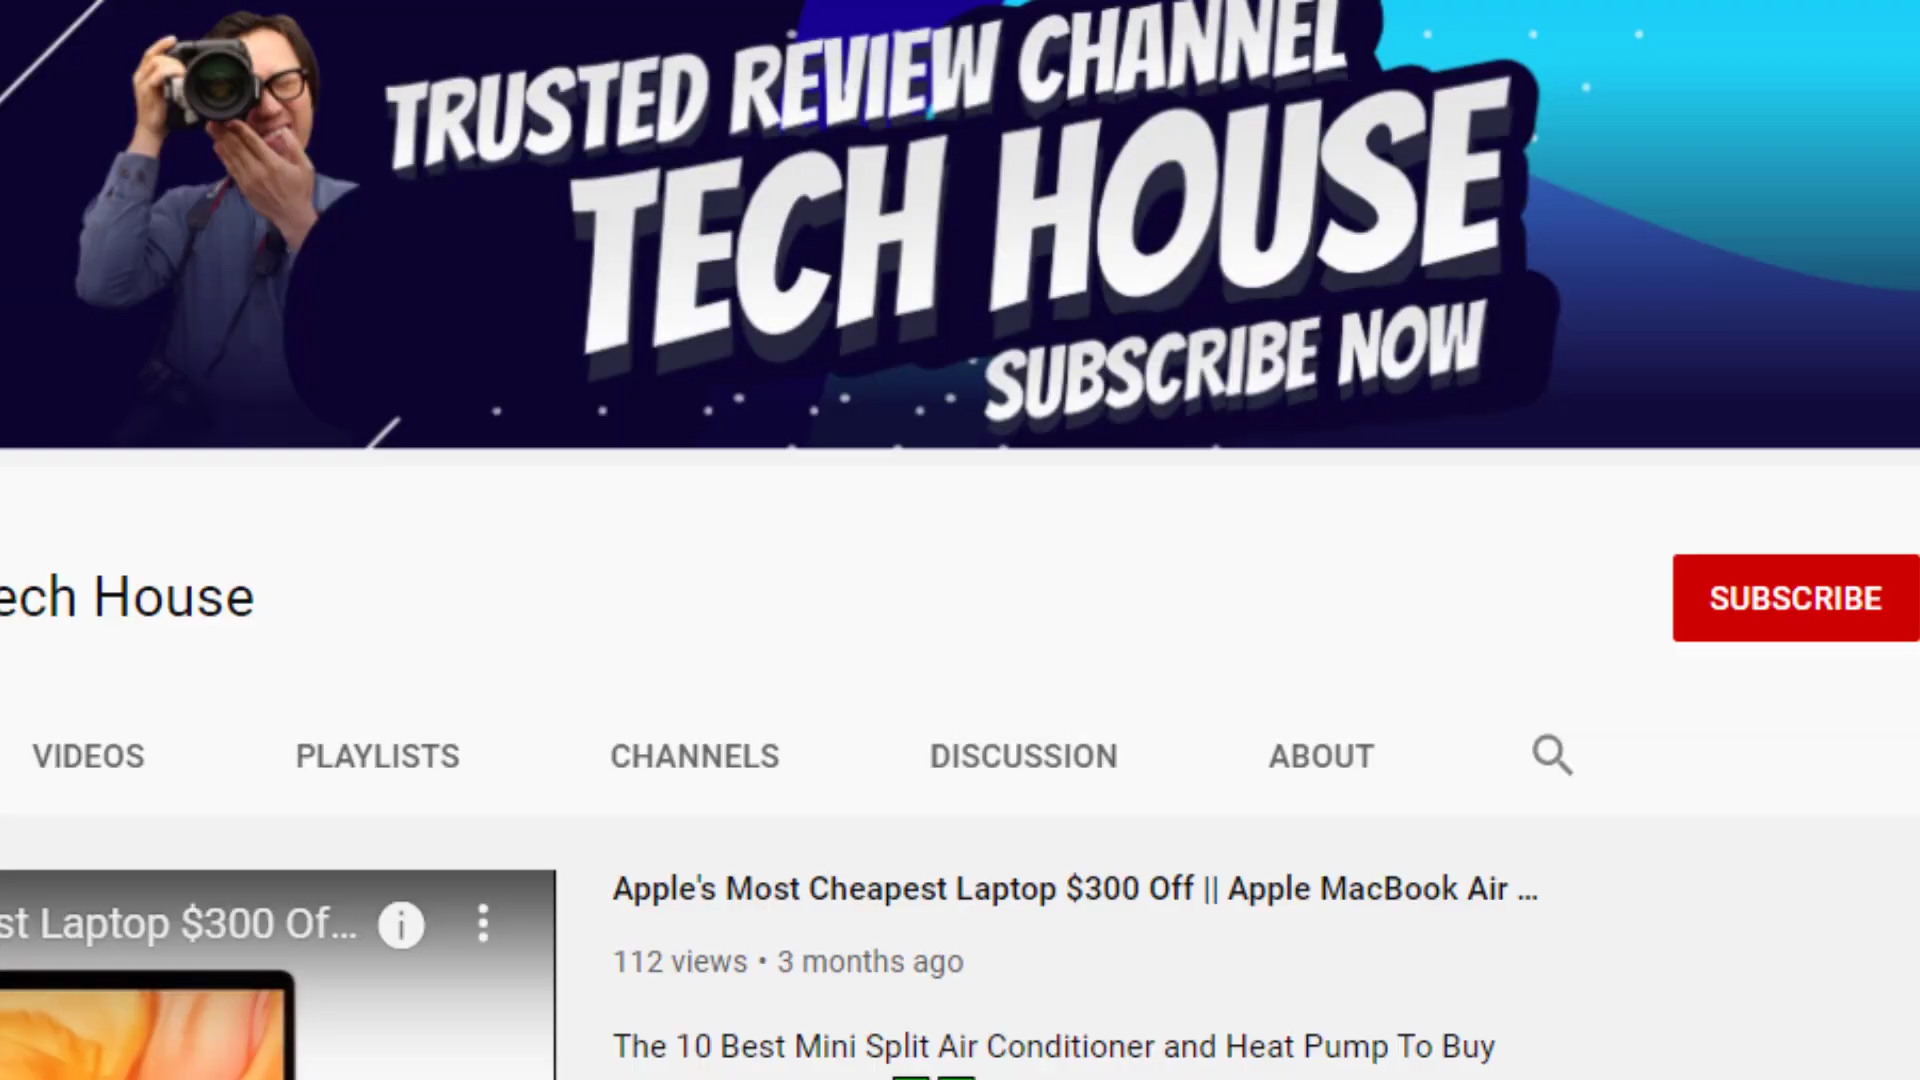 TRUSTED REVIEW CHANNEL
TECH HOUSE
SUBSCRIBE NOW
ech House
SUBSCRIBE
VIDEOS
PLAYLISTS
CHANNELS
DISCUSSION
ABOUT
st Laptop $300 Of...
Apple's Most Cheapest Laptop $300 Off || Apple MacBook Air ...
112 views • 3 months ago
The 10 Best Mini Split Air Conditioner and Heat Pump To Buy